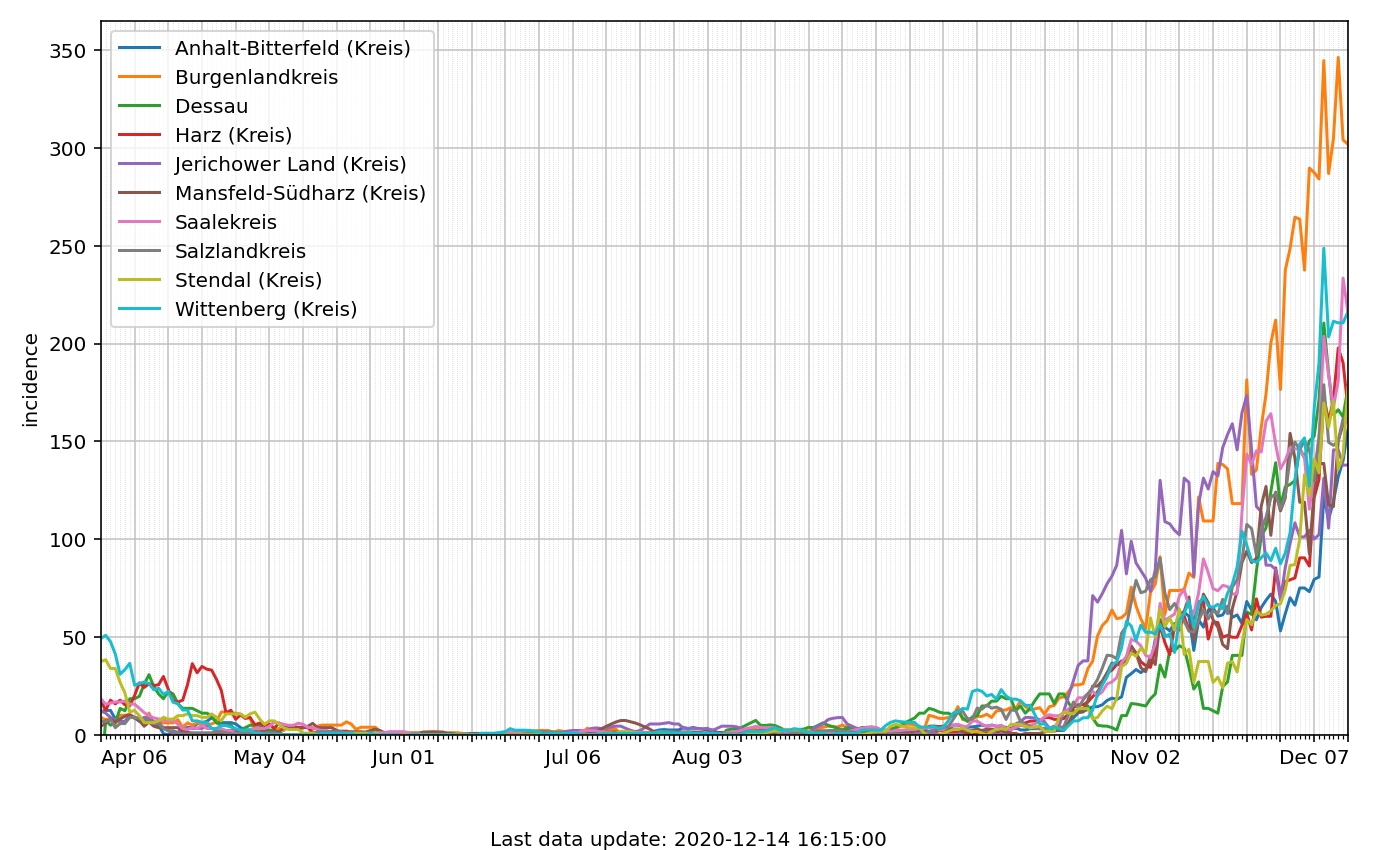 350
300
250
200
150
100
50
0
incidence
Anhalt-Bitterfeld (Kreis)
Burgenlandkreis
Dessau
Harz (Kreis)
Jerichower Land (Kreis)
Mansfeld-Südharz (Kreis)
Saalekreis
Salzlandkreis
Stendal (Kreis)
Wittenberg (Kreis)
Apr 06 May 04 Jun 01 Jul 06 Aug 03 Sep 07 Oct 05 Nov 02 Dec 07
Last data update: 2020-12-14 16:15:00